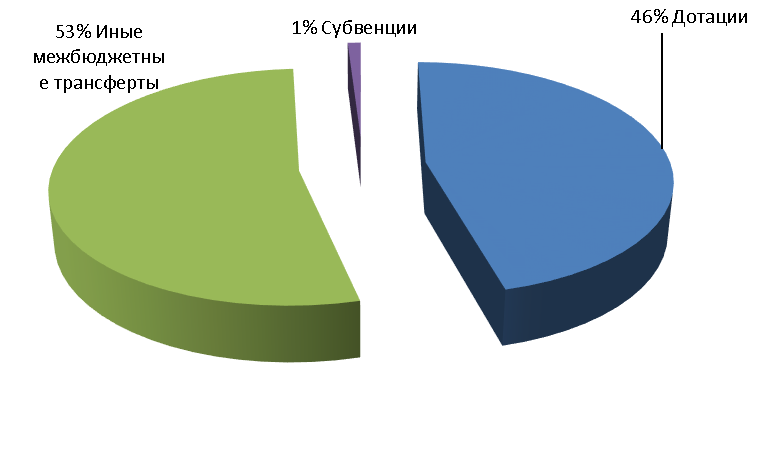 53% Иные
межбюджетны
е трансферты
1% Субвенции
46% Дотации